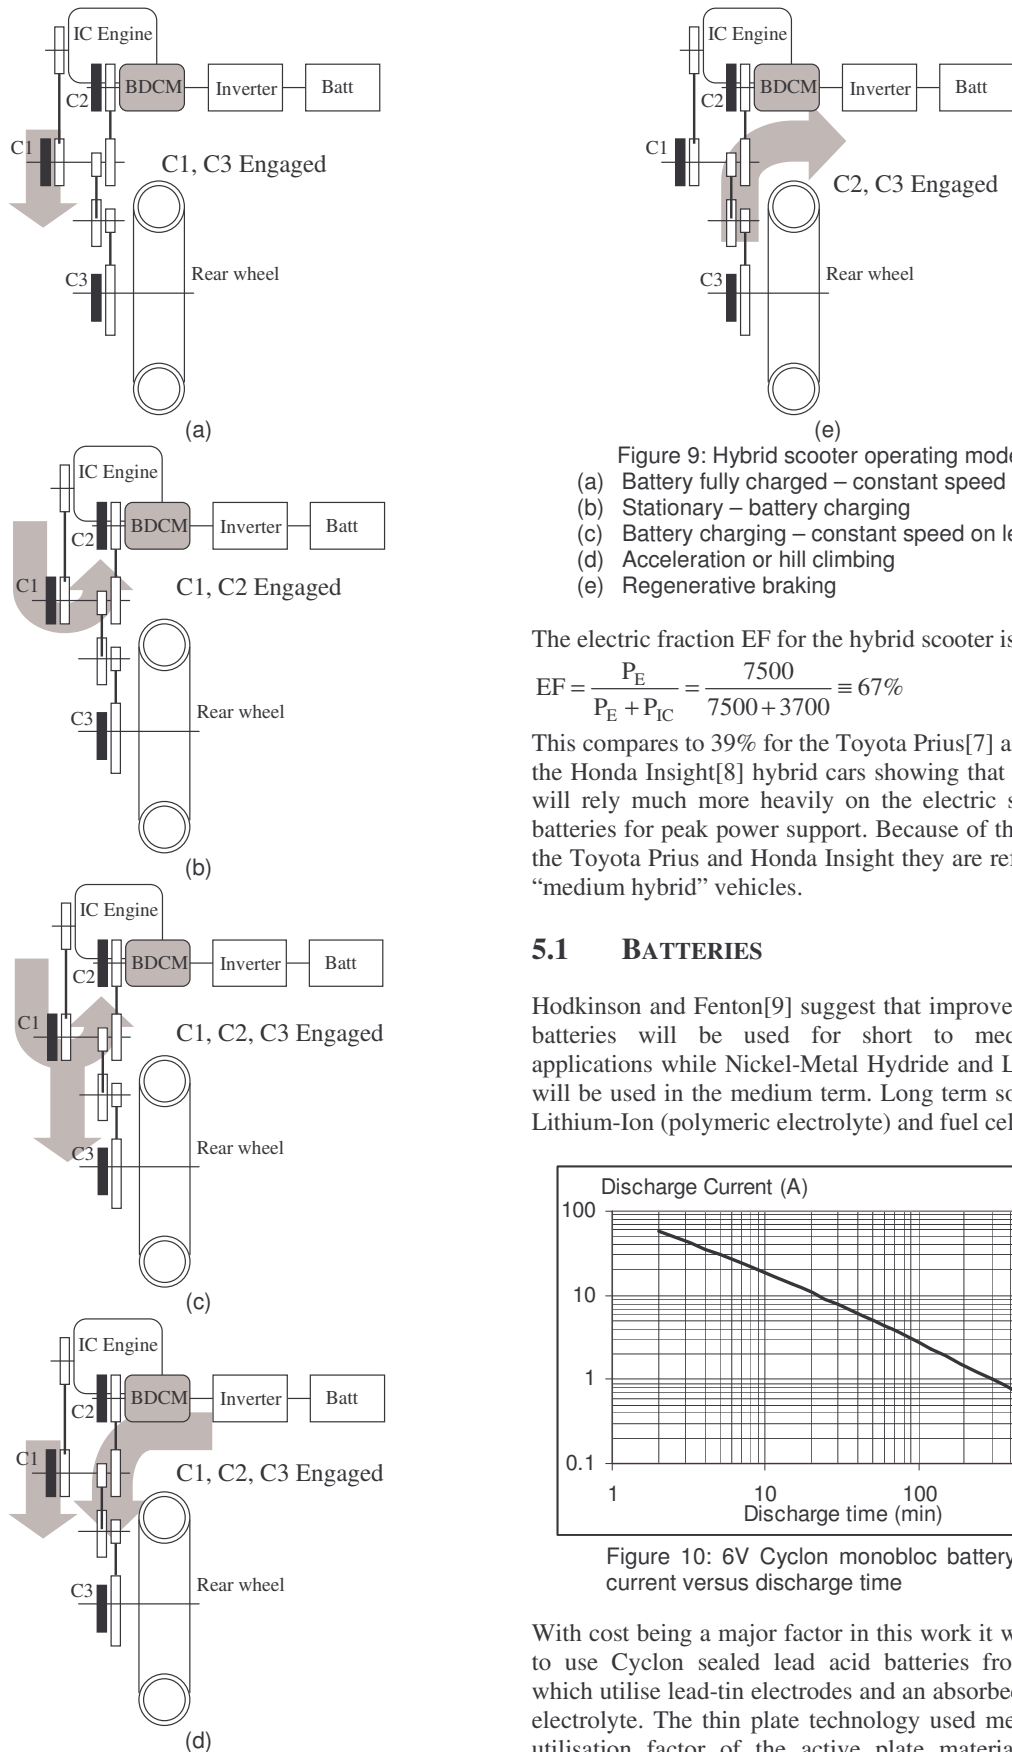 IC Engine
C2
BDCM
Inverter
Batt
C1
C1, C3 Engaged
C3
Rear wheel
(a)
IC Engine
C2
BDCM
Inverter
Batt
C1
C1, C2 Engaged
C3
Rear wheel
(b)
IC Engine
C2
BDCM
Inverter
Batt
C1
C1, C2, C3 Engaged
C3
Rear wheel
(c)
IC Engine
C2
BDCM
Inverter
Batt
C1
C1, C2, C3 Engaged
C3
Rear wheel
(d)
IC Engine
C2
BDCM
Inverter
Batt
C1
C2, C3 Engaged
C3
Rear wheel
(e)
Figure 9: Hybrid scooter operating mode
(a) Battery fully charged – constant speed
(b) Stationary – battery charging
(c) Battery charging – constant speed on le
(d) Acceleration or hill climbing
(e) Regenerative braking
The electric fraction EF for the hybrid scooter is
EF = P_E / (P_E + P_IC) = 7500 / (7500 + 3700) ≡ 67%
This compares to 39% for the Toyota Prius[7] a
the Honda Insight[8] hybrid cars showing that
will rely much more heavily on the electric s
batteries for peak power support. Because of th
the Toyota Prius and Honda Insight they are ref
“medium hybrid” vehicles.
5.1 BATTERIES
Hodkinson and Fenton[9] suggest that improve
batteries will be used for short to med
applications while Nickel-Metal Hydride and L
will be used in the medium term. Long term so
Lithium-Ion (polymeric electrolyte) and fuel cel
Discharge Current (A)
100
10
1
0.1
1 10 100
Discharge time (min)
Figure 10: 6V Cyclon monobloc battery
current versus discharge time
With cost being a major factor in this work it w
to use Cyclon sealed lead acid batteries fro
which utilise lead-tin electrodes and an absorbed
electrolyte. The thin plate technology used me
utilisation factor of the active plate materia